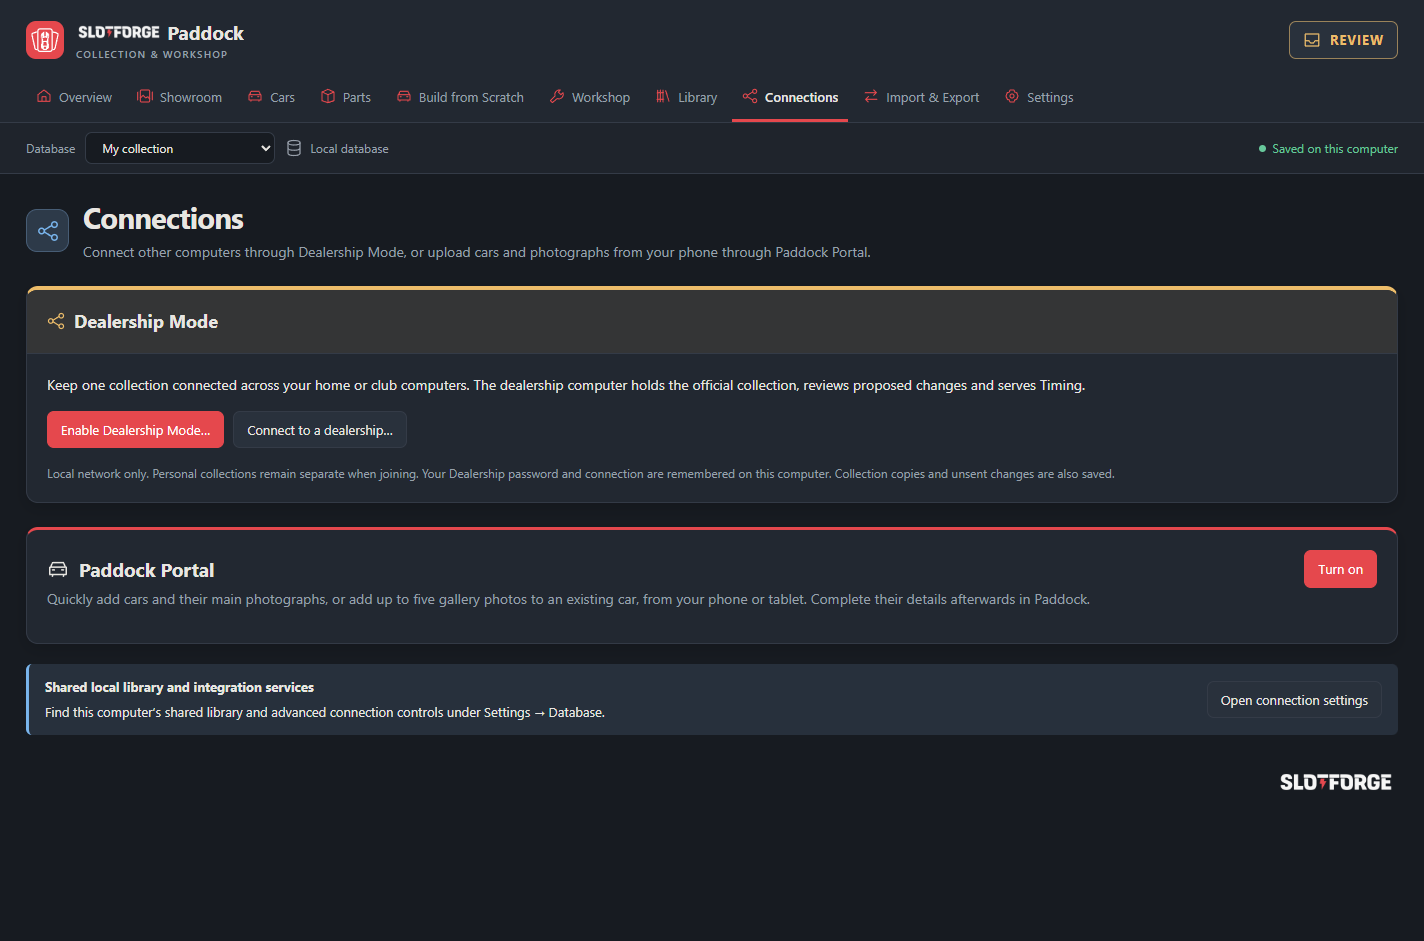 SLOTFORGE Paddock
COLLECTION & WORKSHOP
REVIEW
Overview
Showroom
Cars
Parts
Build from Scratch
Workshop
Library
Connections
Import & Export
Settings
Database
My collection
Local database
Saved on this computer
Connections
Connect other computers through Dealership Mode, or upload cars and photographs from your phone through Paddock Portal.
Dealership Mode
Keep one collection connected across your home or club computers. The dealership computer holds the official collection, reviews proposed changes and serves Timing.
Enable Dealership Mode...
Connect to a dealership...
Local network only. Personal collections remain separate when joining. Your Dealership password and connection are remembered on this computer. Collection copies and unsent changes are also saved.
Paddock Portal
Turn on
Quickly add cars and their main photographs, or add up to five gallery photos to an existing car, from your phone or tablet. Complete their details afterwards in Paddock.
Shared local library and integration services
Find this computer's shared library and advanced connection controls under Settings → Database.
Open connection settings
SLOTFORGE